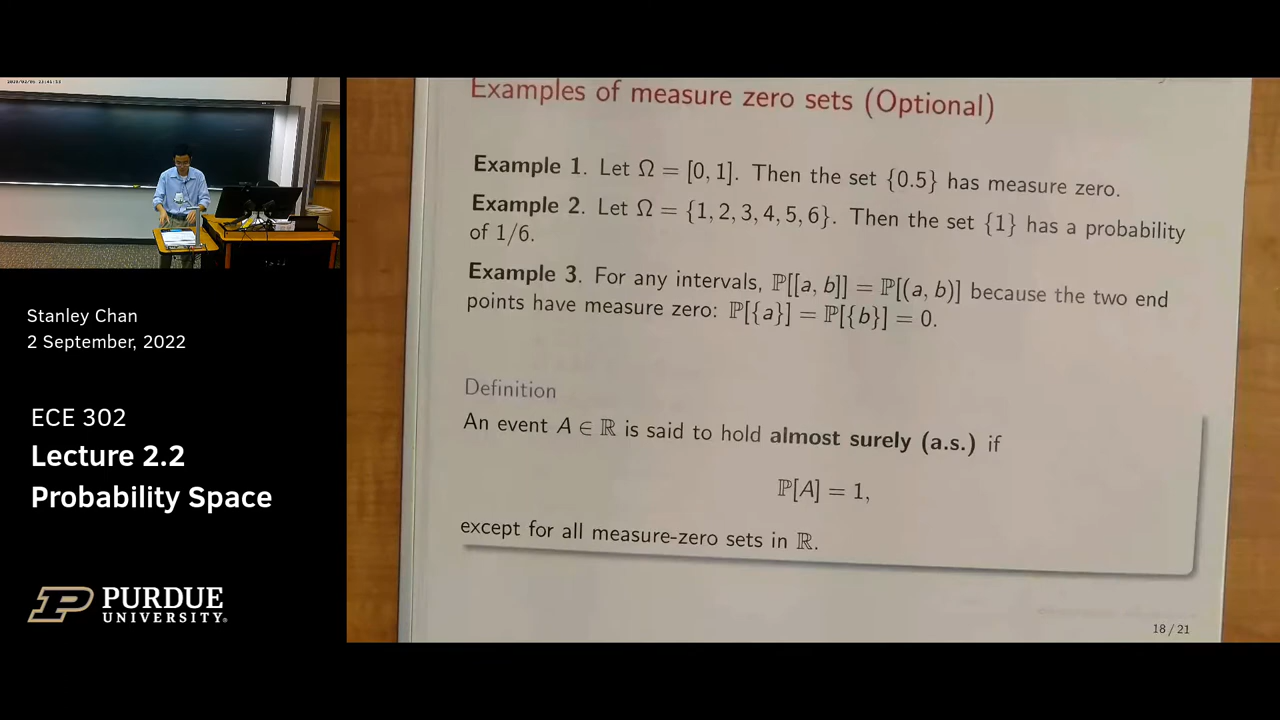 Examples of measure zero sets (Optional)
Example 1. Let Ω = [0, 1]. Then the set {0.5} has measure zero.
Example 2. Let Ω = {1, 2, 3, 4, 5, 6}. Then the set {1} has a probability
of 1/6.
Example 3. For any intervals, ℙ[[a, b]] = ℙ[(a, b)] because the two end
points have measure zero: ℙ[{a}] = ℙ[{b}] = 0.
Definition
An event A ∈ ℝ is said to hold almost surely (a.s.) if
ℙ[A] = 1,
except for all measure-zero sets in ℝ.
18 / 21
Stanley Chan
2 September, 2022
ECE 302
Lecture 2.2
Probability Space
P PURDUE
UNIVERSITY®